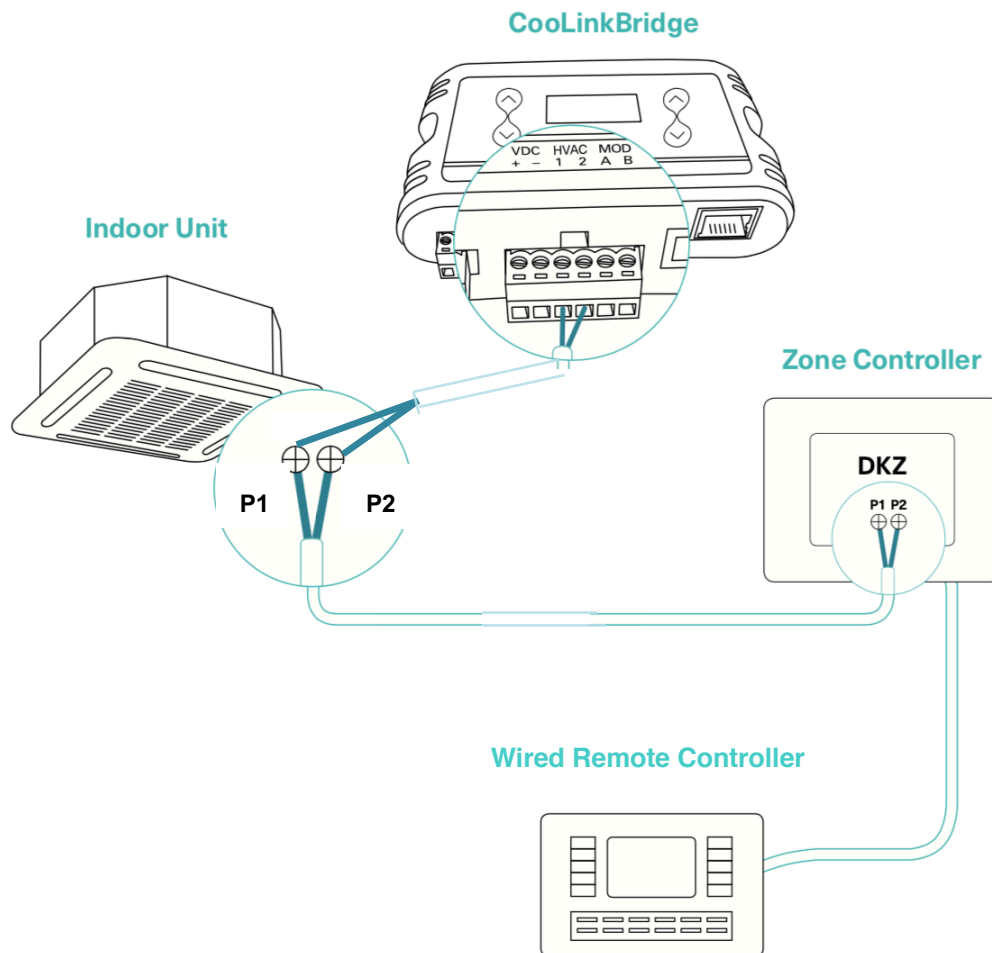 CooLinkBridge
VDC HVAC MOD
+ – 1 2 A B
Indoor Unit
Zone Controller
DKZ
P1 P2
P1 P2
Wired Remote Controller